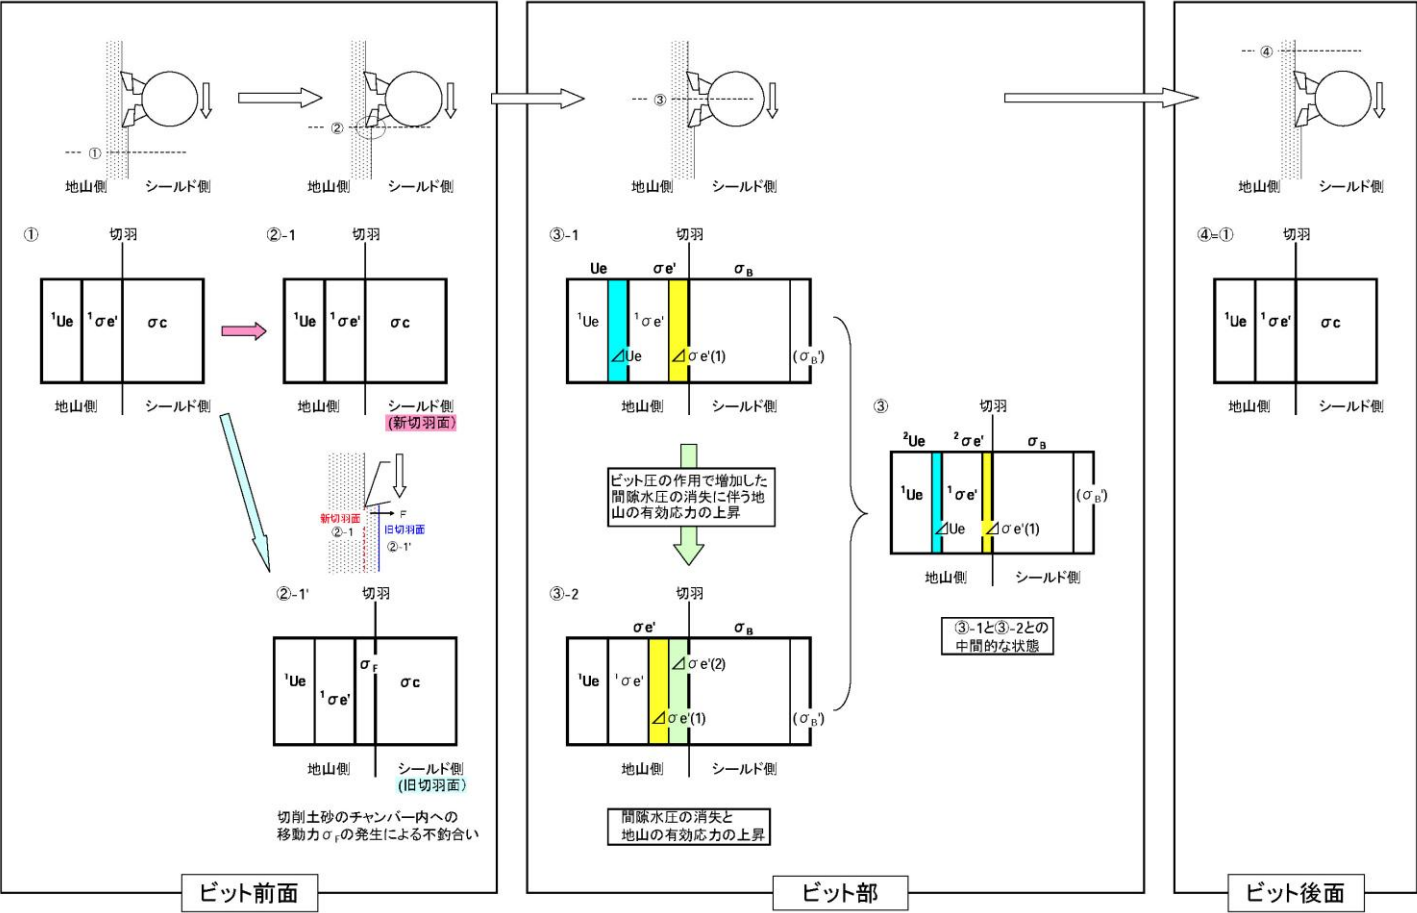 ①
地山側 シールド側
②
地山側 シールド側
① 切羽
¹Ue ¹σe' σc
地山側 シールド側
②-1 切羽
¹Ue ¹σe' σc
地山側 シールド側
(新切羽面)
F
新切羽面
②-1
旧切羽面
②-1'
②-1' 切羽
¹Ue ¹σe' σF σc
地山側 シールド側
(旧切羽面)
切削土砂のチャンバー内への
移動力σFの発生による不釣合い
ビット前面
③
地山側 シールド側
③-1 切羽
Ue σe' σB
¹Ue ¹σe'
⊿Ue ⊿σe'(1) (σB')
地山側 シールド側
ビット圧の作用で増加した
間隙水圧の消失に伴う地
山の有効応力の上昇
③-2 切羽
σe' σB
¹Ue ¹σe' ⊿σe'(2)
⊿σe'(1) (σB')
地山側 シールド側
間隙水圧の消失と
地山の有効応力の上昇
③ 切羽
²Ue ²σe' σB
¹Ue ¹σe' (σB')
⊿Ue ⊿σe'(1)
地山側 シールド側
③-1と③-2との
中間的な状態
ビット部
④
地山側 シールド側
④=① 切羽
¹Ue ¹σe' σc
地山側 シールド側
ビット後面